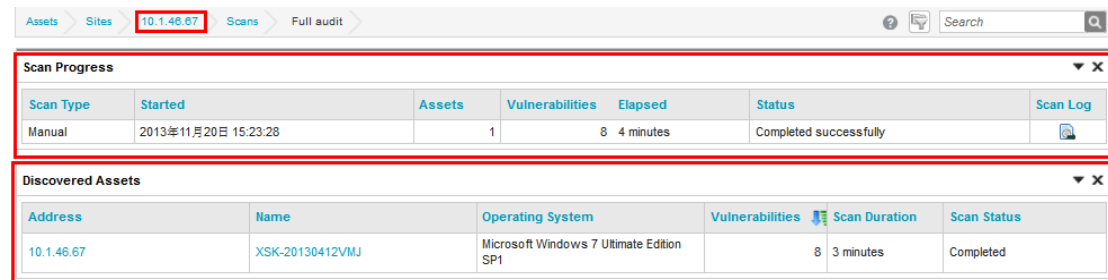 Assets Sites 10.1.46.67 Scans Full audit Search
Scan Progress
Scan Type Started Assets Vulnerabilities Elapsed Status Scan Log
Manual 2013年11月20日 15:23:28 1 8 4 minutes Completed successfully
Discovered Assets
Address Name Operating System Vulnerabilities Scan Duration Scan Status
10.1.46.67 XSK-20130412VMJ Microsoft Windows 7 Ultimate Edition 8 3 minutes Completed
SP1